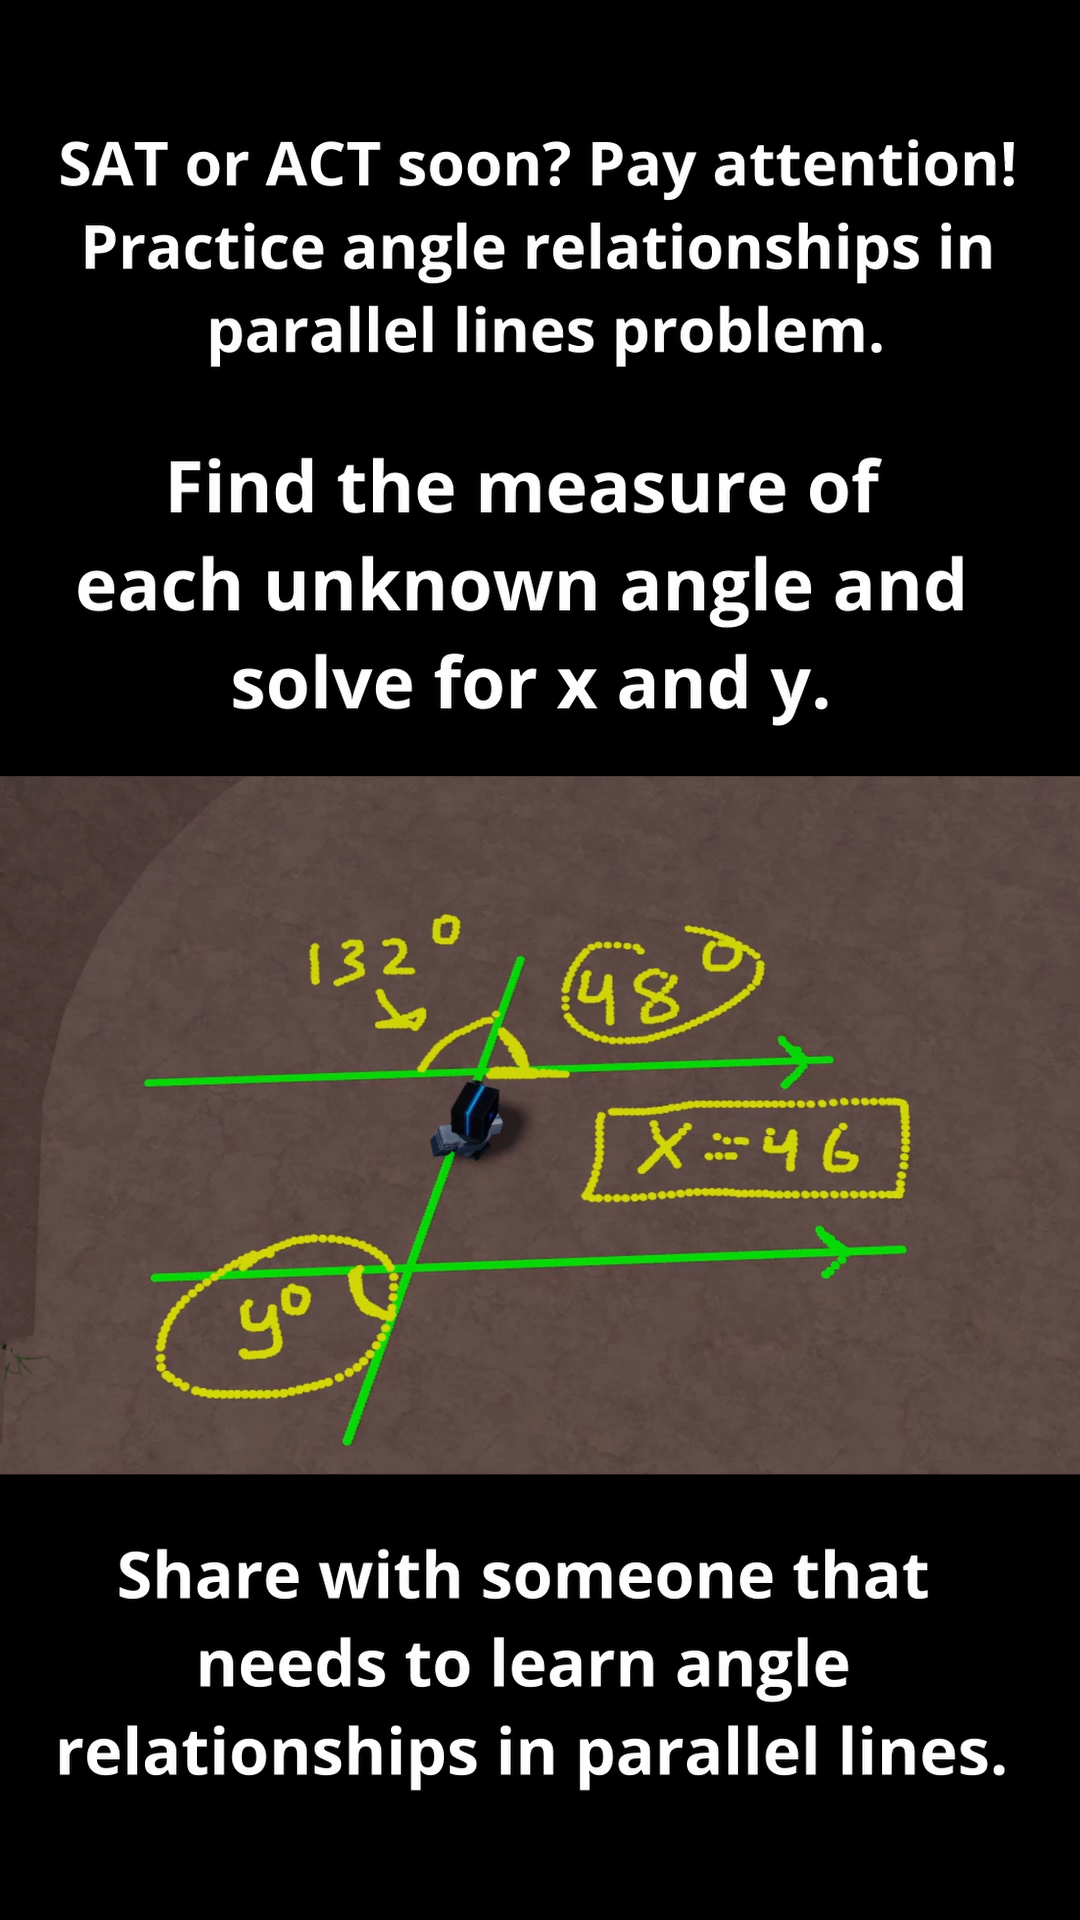 SAT or ACT soon? Pay attention!
Practice angle relationships in
parallel lines problem.
Find the measure of
each unknown angle and
solve for x and y.
132°
48°
x=46
y°
Share with someone that
needs to learn angle
relationships in parallel lines.